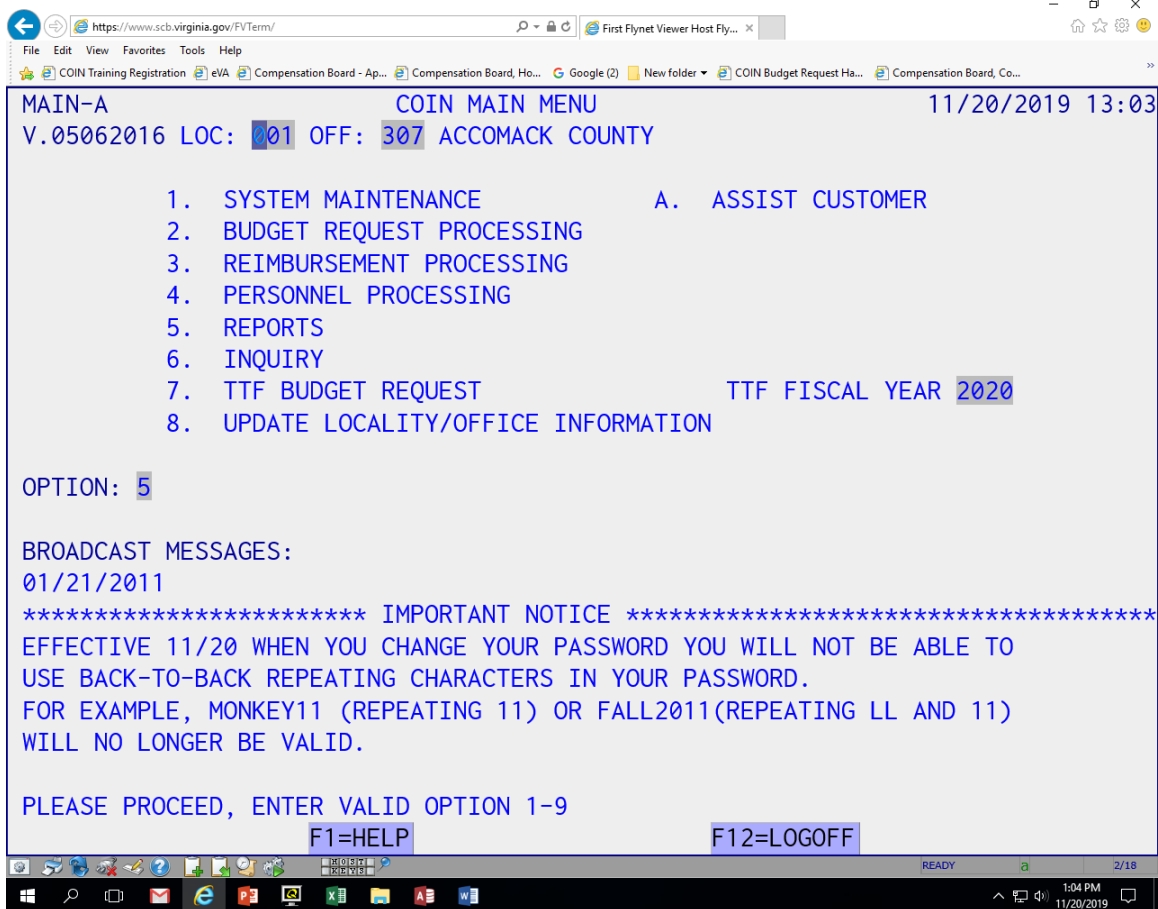 https://www.scb.virginia.gov/FVTerm/
First Flynet Viewer Host Fly...
File Edit View Favorites Tools Help
COIN Training Registration eVA Compensation Board - Ap... Compensation Board, Ho... G Google (2) New folder COIN Budget Request Ha... Compensation Board, Co...
MAIN-A COIN MAIN MENU 11/20/2019 13:03
V.05062016 LOC: 001 OFF: 307 ACCOMACK COUNTY
1. SYSTEM MAINTENANCE A. ASSIST CUSTOMER
2. BUDGET REQUEST PROCESSING
3. REIMBURSEMENT PROCESSING
4. PERSONNEL PROCESSING
5. REPORTS
6. INQUIRY
7. TTF BUDGET REQUEST TTF FISCAL YEAR 2020
8. UPDATE LOCALITY/OFFICE INFORMATION
OPTION: 5
BROADCAST MESSAGES:
01/21/2011
************************ IMPORTANT NOTICE *************************************
EFFECTIVE 11/20 WHEN YOU CHANGE YOUR PASSWORD YOU WILL NOT BE ABLE TO
USE BACK-TO-BACK REPEATING CHARACTERS IN YOUR PASSWORD.
FOR EXAMPLE, MONKEY11 (REPEATING 11) OR FALL2011(REPEATING LL AND 11)
WILL NO LONGER BE VALID.
PLEASE PROCEED, ENTER VALID OPTION 1-9
F1=HELP F12=LOGOFF
HOST KEYS READY a 2/18
1:04 PM
11/20/2019